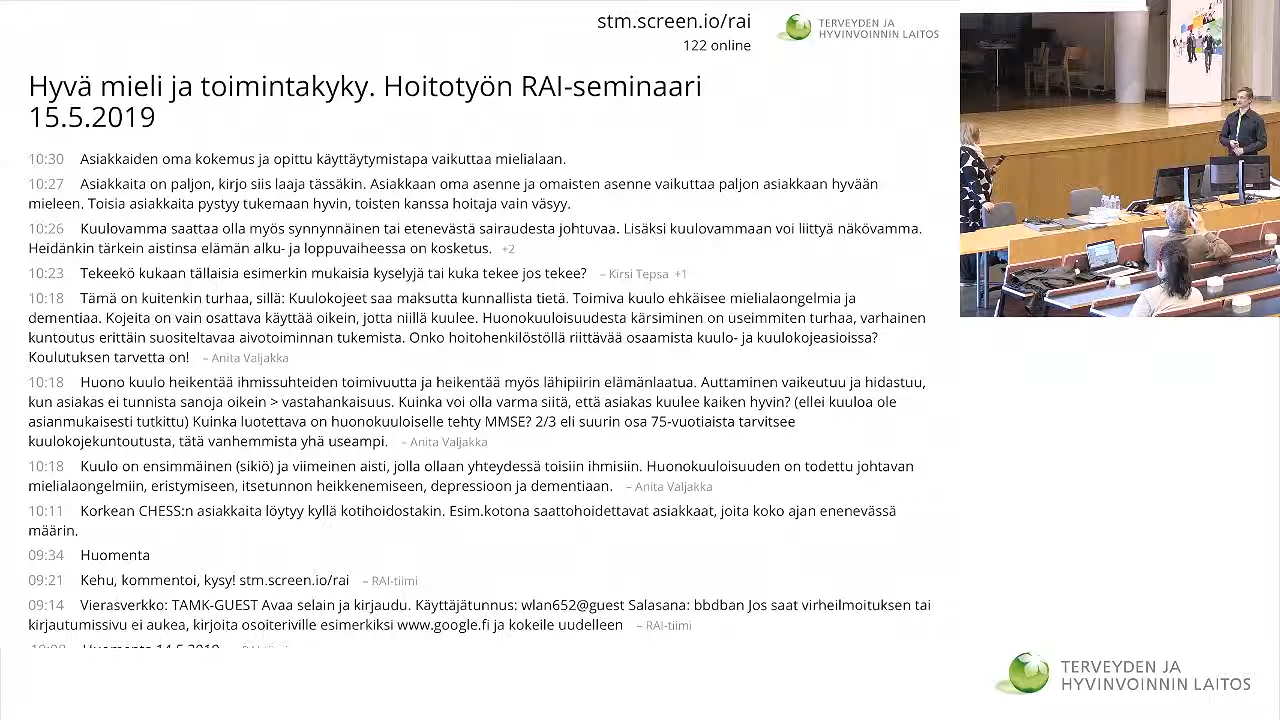 stm.screen.io/rai
122 online
TERVEYDEN JA
HYVINVOINNIN LAITOS
Hyvä mieli ja toimintakyky. Hoitotyön RAI-seminaari
15.5.2019
10:30 Asiakkaiden oma kokemus ja opittu käyttäytymistapa vaikuttaa mielialaan.
10:27 Asiakkaita on paljon, kirjo siis laaja tässäkin. Asiakkaan oma asenne ja omaisten asenne vaikuttaa paljon asiakkaan hyvään
mieleen. Toisia asiakkaita pystyy tukemaan hyvin, toisten kanssa hoitaja vain väsyy.
10:26 Kuulovamma saattaa olla myös synnynnäinen tai etenevästä sairaudesta johtuvaa. Lisäksi kuulovammaan voi liittyä näkövamma.
Heidänkin tärkein aistinsa elämän alku- ja loppuvaiheessa on kosketus. +2
10:23 Tekeekö kukaan tällaisia esimerkin mukaisia kyselyjä tai kuka tekee jos tekee? – Kirsi Tepsa +1
10:18 Tämä on kuitenkin turhaa, sillä: Kuulokojeet saa maksutta kunnallista tietä. Toimiva kuulo ehkäisee mielialaongelmia ja
dementiaa. Kojeita on vain osattava käyttää oikein, jotta niillä kuulee. Huonokuuloisuudesta kärsiminen on useimmiten turhaa, varhainen
kuntoutus erittäin suositeltavaa aivotoiminnan tukemista. Onko hoitohenkilöstöllä riittävää osaamista kuulo- ja kuulokojeasioissa?
Koulutuksen tarvetta on! – Anita Valjakka
10:18 Huono kuulo heikentää ihmissuhteiden toimivuutta ja heikentää myös lähipiirin elämänlaatua. Auttaminen vaikeutuu ja hidastuu,
kun asiakas ei tunnista sanoja oikein > vastahankaisuus. Kuinka voi olla varma siitä, että asiakas kuulee kaiken hyvin? (ellei kuuloa ole
asianmukaisesti tutkittu) Kuinka luotettava on huonokuuloiselle tehty MMSE? 2/3 eli suurin osa 75-vuotiaista tarvitsee
kuulokojekuntoutusta, tätä vanhemmista yhä useampi. – Anita Valjakka
10:18 Kuulo on ensimmäinen (sikiö) ja viimeinen aisti, jolla ollaan yhteydessä toisiin ihmisiin. Huonokuuloisuuden on todettu johtavan
mielialaongelmiin, eristymiseen, itsetunnon heikkenemiseen, depressioon ja dementiaan. – Anita Valjakka
10:11 Korkean CHESS:n asiakkaita löytyy kyllä kotihoidostakin. Esim.kotona saattohoidettavat asiakkaat, joita koko ajan enenevässä
määrin.
09:34 Huomenta
09:21 Kehu, kommentoi, kysy! stm.screen.io/rai – RAI-tiimi
09:14 Vierasverkko: TAMK-GUEST Avaa selain ja kirjaudu. Käyttäjätunnus: wlan652@guest Salasana: bbdban Jos saat virheilmoituksen tai
kirjautumissivu ei aukea, kirjoita osoiteriville esimerkiksi www.google.fi ja kokeile uudelleen – RAI-tiimi
TERVEYDEN JA
HYVINVOINNIN LAITOS